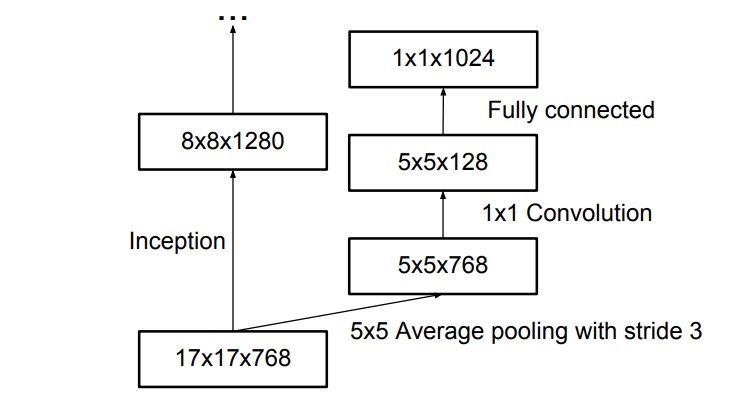 ...
1x1x1024
Fully connected
8x8x1280
5x5x128
1x1 Convolution
Inception
5x5x768
5x5 Average pooling with stride 3
17x17x768